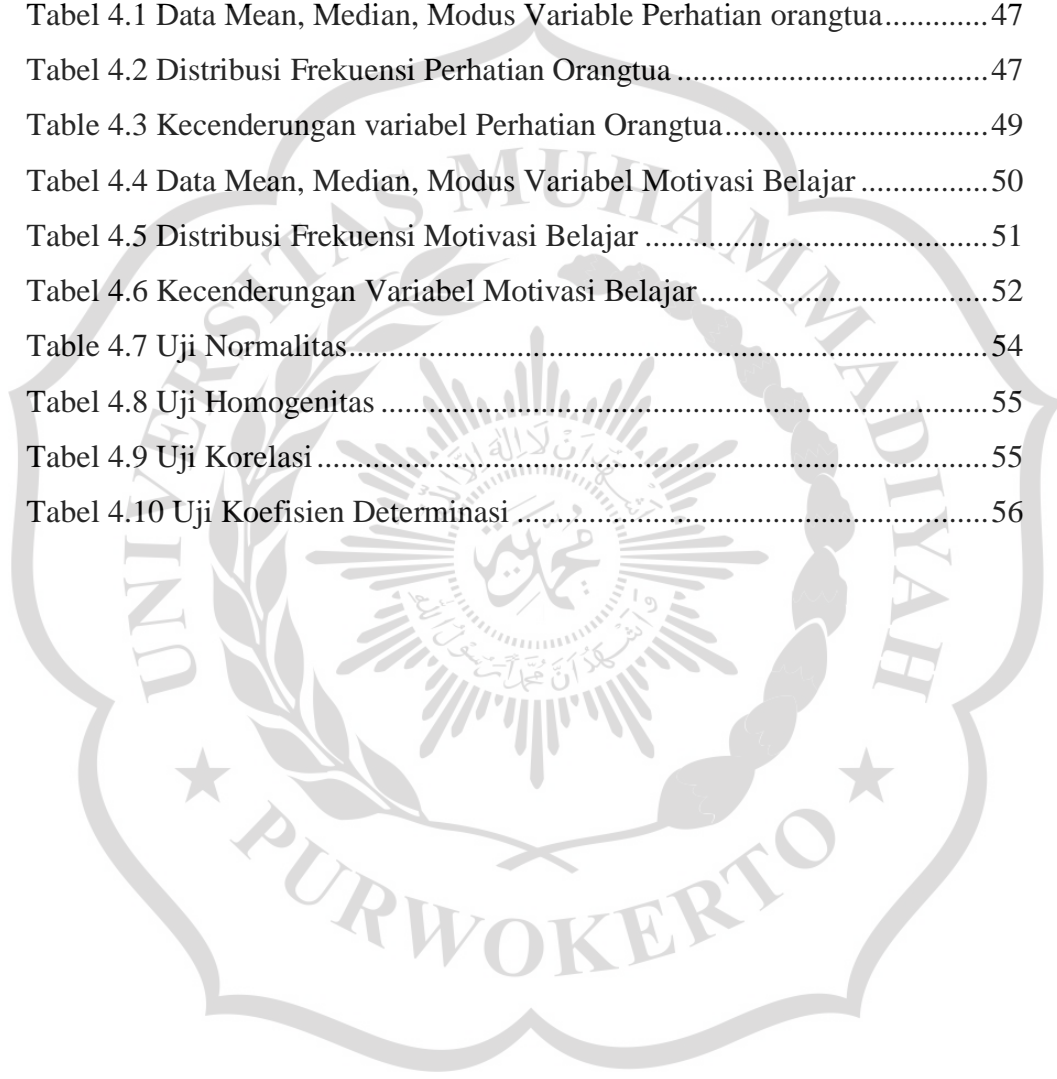 Tabel 4.1 Data Mean, Median, Modus Variable Perhatian orangtua.............47
Tabel 4.2 Distribusi Frekuensi Perhatian Orangtua......................................47
Table 4.3 Kecenderungan variabel Perhatian Orangtua................................49
Tabel 4.4 Data Mean, Median, Modus Variabel Motivasi Belajar...............50
Tabel 4.5 Distribusi Frekuensi Motivasi Belajar..........................................51
Tabel 4.6 Kecenderungan Variabel Motivasi Belajar...................................52
Table 4.7 Uji Normalitas..............................................................................54
Tabel 4.8 Uji Homogenitas..........................................................................55
Tabel 4.9 Uji Korelasi..................................................................................55
Tabel 4.10 Uji Koefisien Determinasi.........................................................56
UNIVERSITAS MUHAMMADIYAH
PURWOKERTO